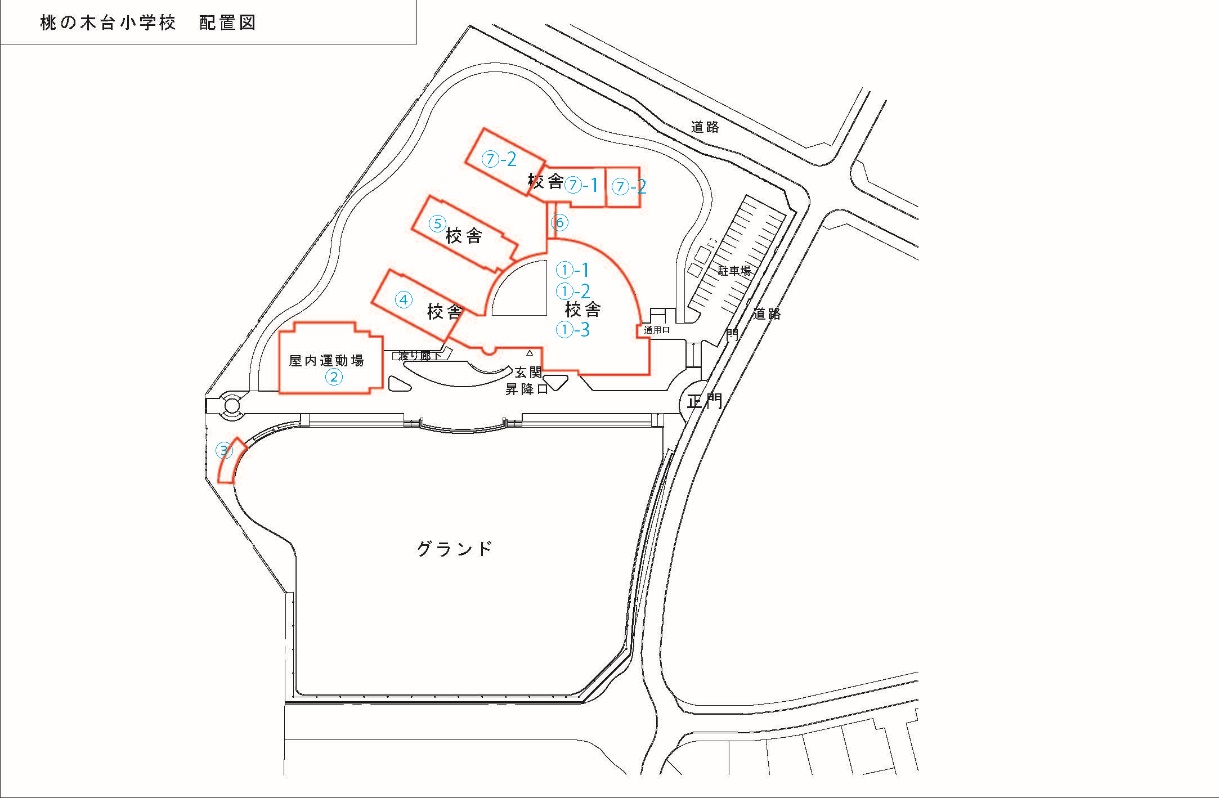 桃の木台小学校　配置図
道路
⑦-2
校舎
⑦-1
⑦-2
⑥
⑤
校舎
①-1
①-2
校舎
①-3
④
校舎
駐車場
道路
通用口
門
屋内運動場
②
渡り廊下
△
玄関
昇降口
正門
③
グランド